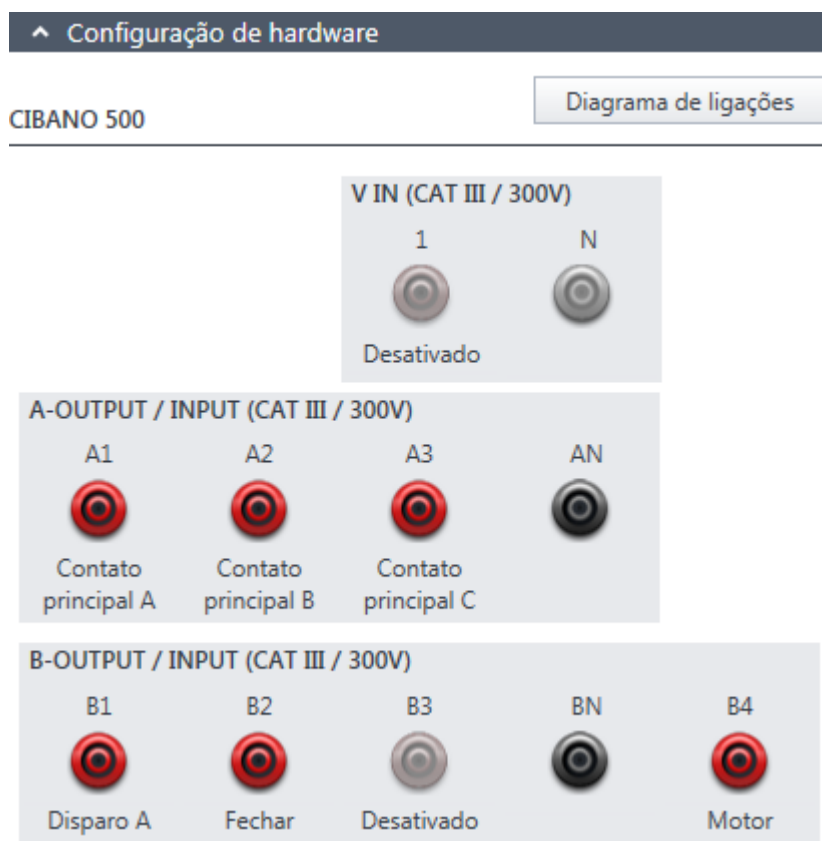 Configuração de hardware
Diagrama de ligações
CIBANO 500
V IN (CAT III / 300V)
1 N
Desativado
A-OUTPUT / INPUT (CAT III / 300V)
A1 A2 A3 AN
Contato Contato Contato
principal A principal B principal C
B-OUTPUT / INPUT (CAT III / 300V)
B1 B2 B3 BN B4
Disparo A Fechar Desativado Motor